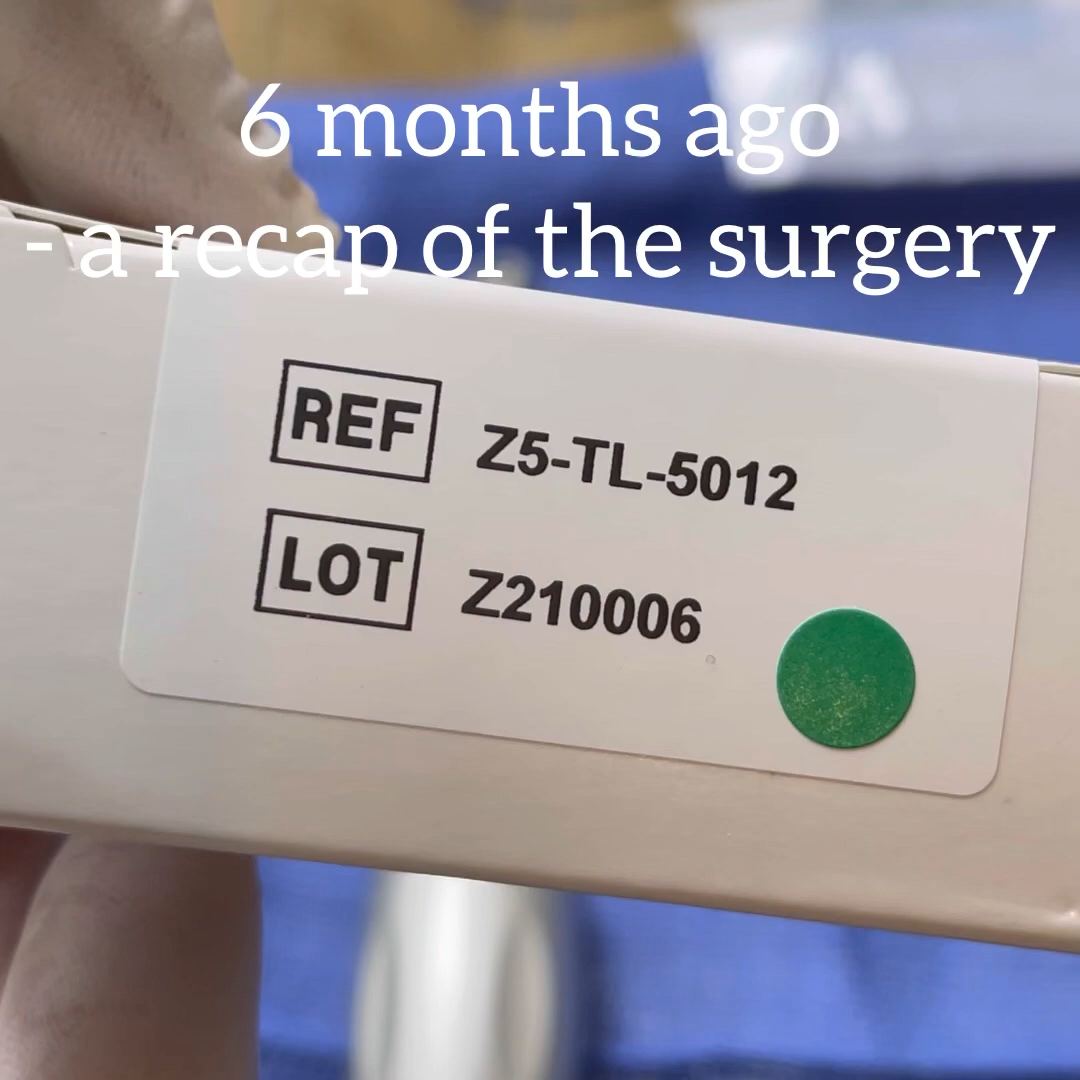 6 months ago
- a recap of the surgery
REF Z5-TL-5012
LOT Z210006